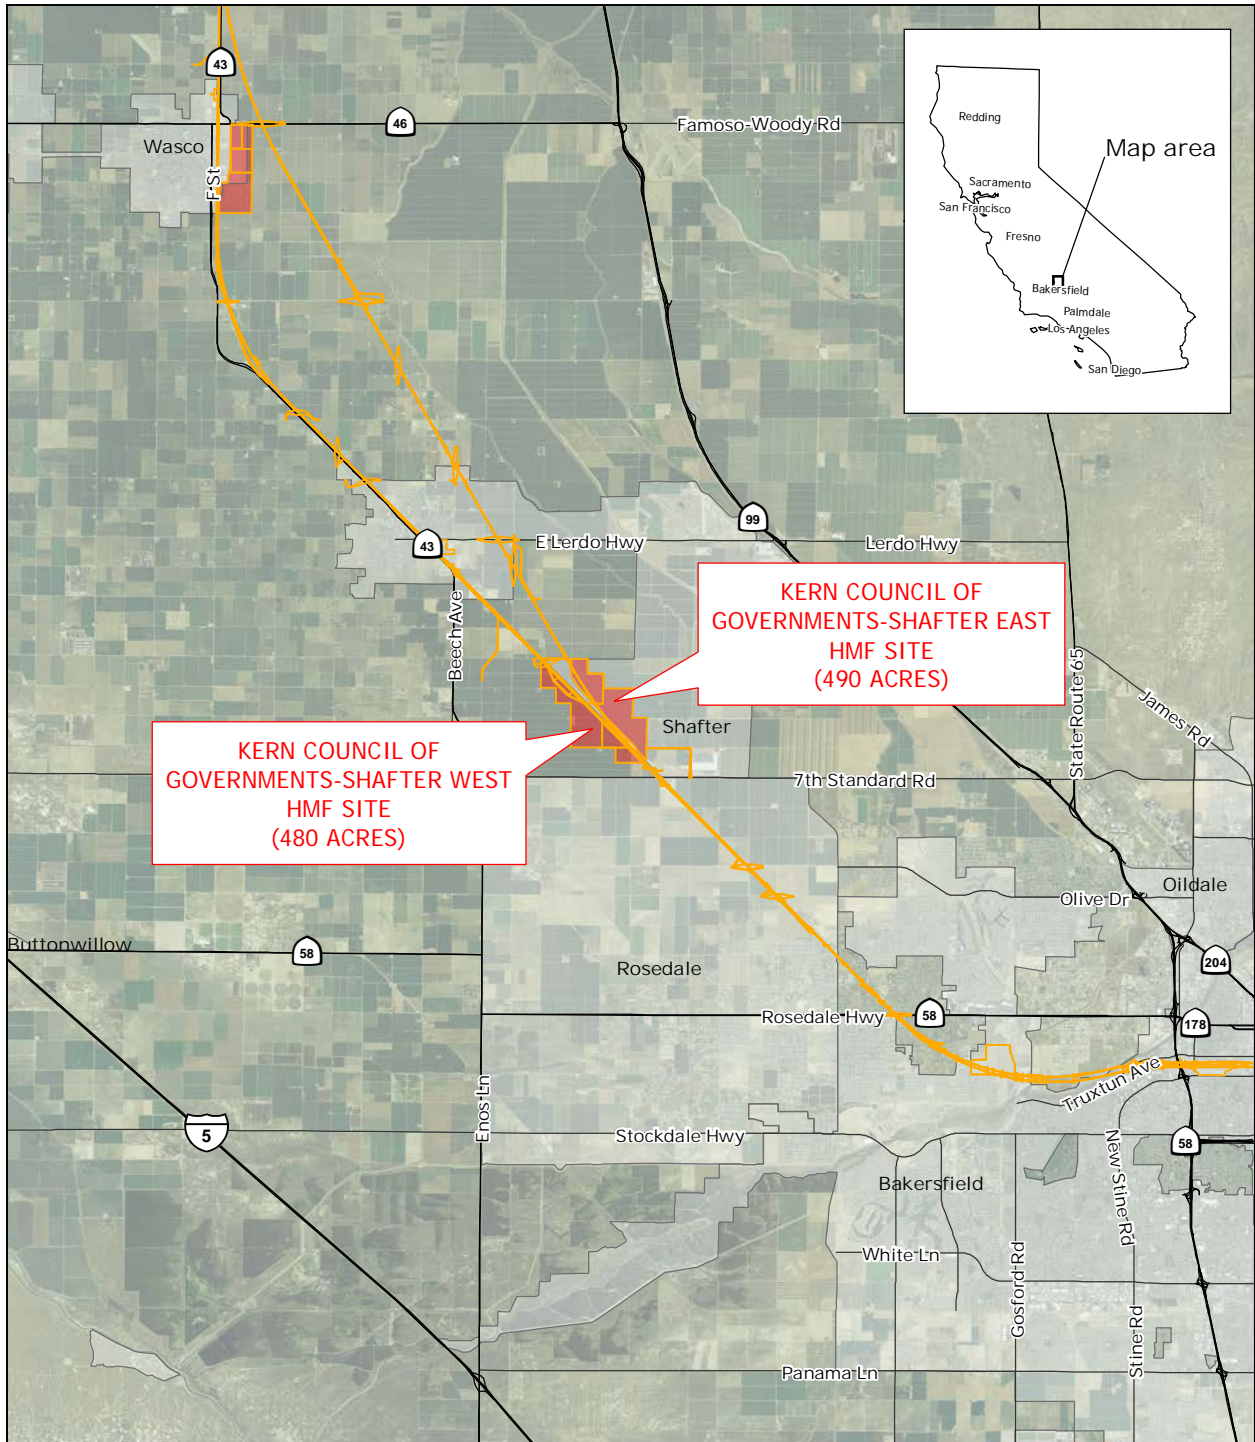 43
46
Famoso-Woody Rd
Wasco
F St
Redding
Map area
Sacramento
San Francisco
Fresno
Bakersfield
Palmdale
Los Angeles
San Diego
99
43
E Lerdo Hwy
Lerdo Hwy
Beech Ave
KERN COUNCIL OF
GOVERNMENTS-SHAFTER EAST
HMF SITE
(490 ACRES)
State Route 65
James Rd
Shafter
KERN COUNCIL OF
GOVERNMENTS-SHAFTER WEST
HMF SITE
(480 ACRES)
7th Standard Rd
Olive Dr
Oildale
Buttonwillow
58
Rosedale
204
Rosedale Hwy
58
178
Truxtun Ave
Enos Ln
5
Stockdale Hwy
New Stine Rd
58
Bakersfield
White Ln
Gosford Rd
Stine Rd
Panama Ln